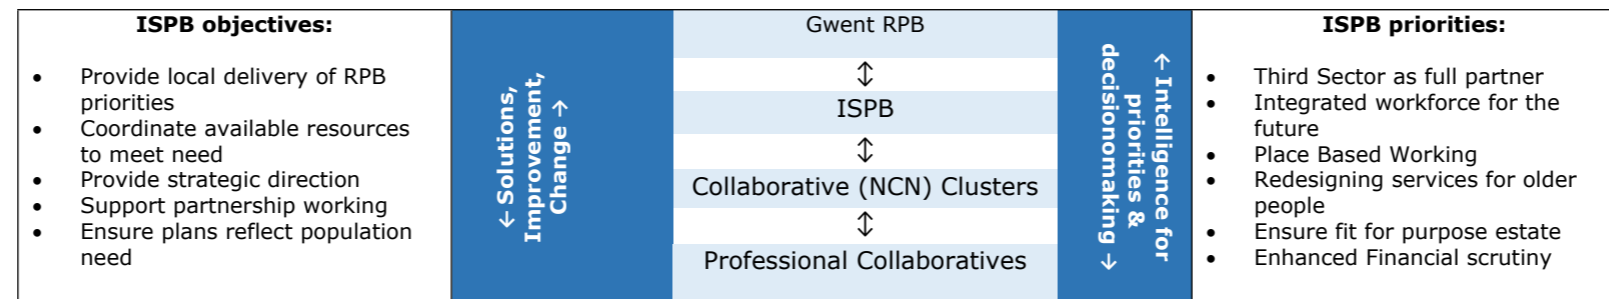 ISPB objectives:
• Provide local delivery of RPB
priorities
• Coordinate available resources
to meet need
• Provide strategic direction
• Support partnership working
• Ensure plans reflect population
need
← Solutions,
Improvement,
Change →
Gwent RPB
↕
ISPB
↕
Collaborative (NCN) Clusters
↕
Professional Collaboratives
← Intelligence for
priorities &
decisionomaking →
ISPB priorities:
• Third Sector as full partner
• Integrated workforce for the
future
• Place Based Working
• Redesigning services for older
people
• Ensure fit for purpose estate
• Enhanced Financial scrutiny